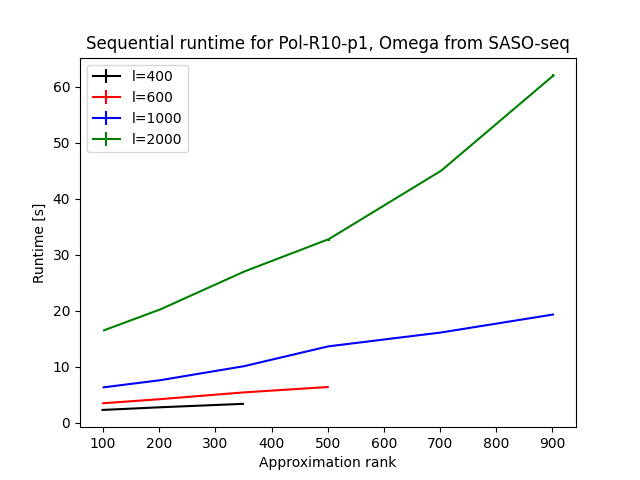 Sequential runtime for Pol-R10-p1, Omega from SASO-seq
l=400
l=600
l=1000
l=2000
Runtime [s]
60
50
40
30
20
10
0
100 200 300 400 500 600 700 800 900
Approximation rank